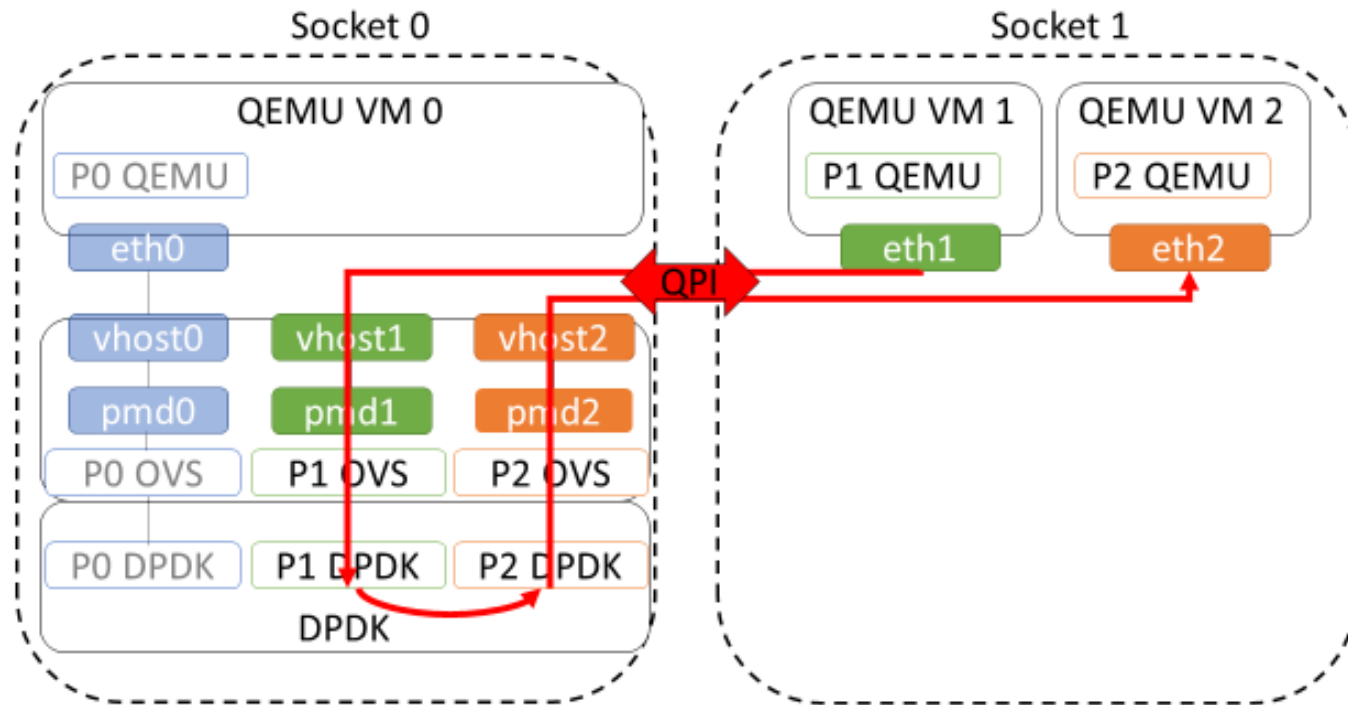 Socket 0
Socket 1
QEMU VM 0
QEMU VM 1
QEMU VM 2
P0 QEMU
P1 QEMU
P2 QEMU
eth0
eth1
eth2
QPI
vhost0
vhost1
vhost2
pmd0
pmd1
pmd2
P0 OVS
P1 OVS
P2 OVS
P0 DPDK
P1 DPDK
P2 DPDK
DPDK